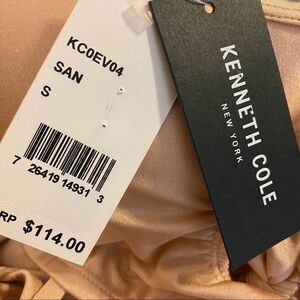 KC0EV04
SAN
S
7 26419 14931 3
RP $114.00
KENNETH COLE
NEW YORK